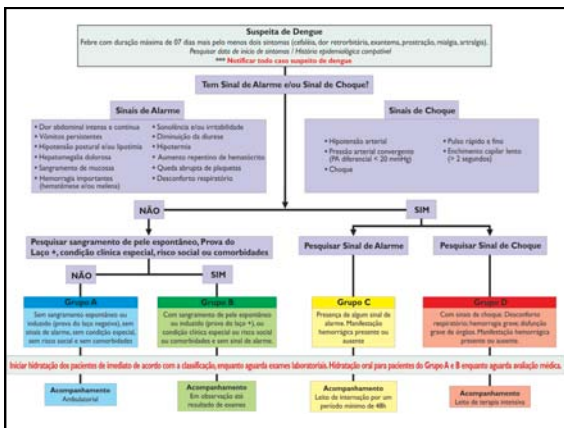 Suspeita de Dengue
Febre com duração máxima de 07 dias mais pelo menos dois sintomas (cefaléia, dor retrorbitária, exantema, prostração, mialgia, artralgia).
Pesquisar data de início de sintomas / História epidemiológica compatível
*** Notificar todo caso suspeito de dengue
Tem Sinal de Alarme e/ou Sinal de Choque?
Sinais de Alarme
• Dor abdominal intensa e contínua
• Vômitos persistentes
• Hipotensão postural e/ou lipotímia
• Hepatomegalia dolorosa
• Sangramento de mucosas
• Hemorragia importantes
(hematêmese e/ou melena)
• Sonolência e/ou irritabilidade
• Diminuição da diurese
• Hipotermia
• Aumento repentino de hematócrito
• Queda abrupta de plaquetas
• Desconforto respiratório
Sinais de Choque
• Hipotensão arterial
• Pressão arterial convergente
(PA diferencial < 20 mmHg)
• Choque
• Pulso rápido e fino
• Enchimento capilar lento
(> 2 segundos)
NÃO
SIM
Pesquisar sangramento de pele espontâneo, Prova do
Laço +, condição clínica especial, risco social ou comorbidades
Pesquisar Sinal de Alarme
Pesquisar Sinal de Choque
NÃO
SIM
Grupo A
Sem sangramento espontâneo ou
induzido (prova do laço negativa), sem
sinais de alarme, sem condição especial,
sem risco social e sem comorbidades
Grupo B
Com sangramento de pele espontâneo
ou induzido (prova do laço +), ou
condição clínica especial ou risco social
ou comorbidades e sem sinal de alarme.
Grupo C
Presença de algum sinal de
alarme. Manifestação
hemorrágica presente ou
ausente
Grupo D
Com sinais de choque. Desconforto
respiratório; hemorragia grave; disfunção
grave de órgãos. Manifestação hemorrágica
presente ou ausente.
Iniciar hidratação dos pacientes de imediato de acordo com a classificação, enquanto aguarda exames laboratoriais. Hidratação oral para pacientes do Grupo A e B enquanto aguarda avaliação médica.
Acompanhamento
Ambulatorial
Acompanhamento
Em observação até
resultado de exames
Acompanhamento
Leito de internação por um
período mínimo de 48h
Acompanhamento
Leito de terapia intensiva